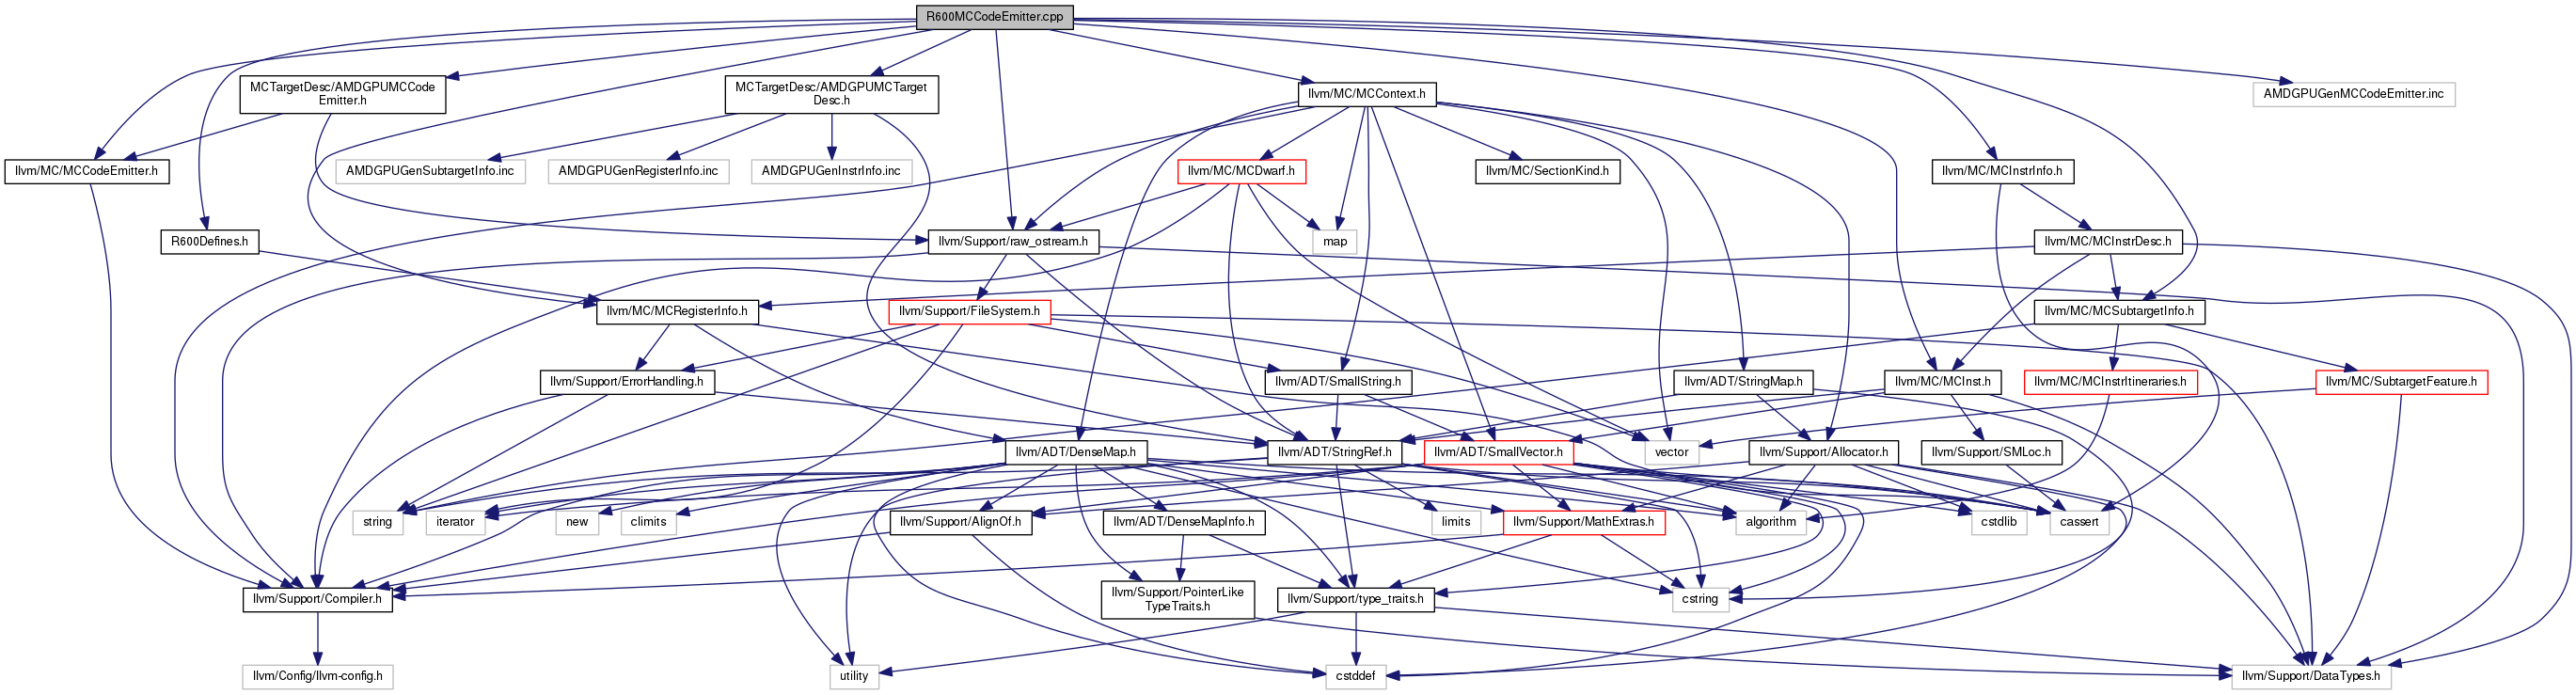 R600MCCodeEmitter.cpp
MCTargetDesc/AMDGPUMCCode
Emitter.h
MCTargetDesc/AMDGPUMCTarget
Desc.h
llvm/MC/MCContext.h
AMDGPUGenMCCodeEmitter.inc
llvm/MC/MCCodeEmitter.h
AMDGPUGenSubtargetInfo.inc
AMDGPUGenRegisterInfo.inc
AMDGPUGenInstrInfo.inc
llvm/MC/MCDwarf.h
llvm/MC/SectionKind.h
llvm/MC/MCInstrInfo.h
R600Defines.h
llvm/Support/raw_ostream.h
map
llvm/MC/MCInstrDesc.h
llvm/MC/MCRegisterInfo.h
llvm/Support/FileSystem.h
llvm/MC/MCSubtargetInfo.h
llvm/Support/ErrorHandling.h
llvm/ADT/SmallString.h
llvm/ADT/StringMap.h
llvm/MC/MCInst.h
llvm/MC/MCInstrItineraries.h
llvm/MC/SubtargetFeature.h
llvm/ADT/DenseMap.h
llvm/ADT/StringRef.h
llvm/ADT/SmallVector.h
vector
llvm/Support/Allocator.h
llvm/Support/SMLoc.h
string
iterator
new
climits
llvm/Support/AlignOf.h
llvm/ADT/DenseMapInfo.h
limits
llvm/Support/MathExtras.h
algorithm
cstdlib
cassert
llvm/Support/Compiler.h
llvm/Support/PointerLike
TypeTraits.h
llvm/Support/type_traits.h
cstring
llvm/Config/llvm-config.h
utility
cstddef
llvm/Support/DataTypes.h